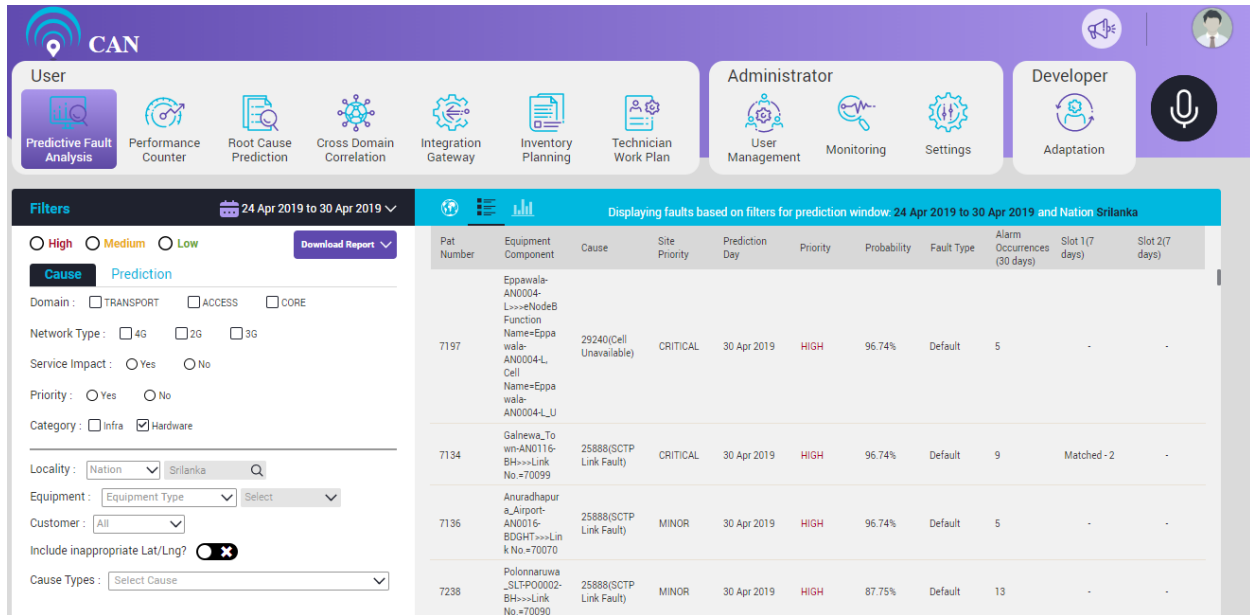 CAN
User
Administrator
Developer
Predictive Fault
Analysis
Performance
Counter
Root Cause
Prediction
Cross Domain
Correlation
Integration
Gateway
Inventory
Planning
Technician
Work Plan
User
Management
Monitoring
Settings
Adaptation
Filters
24 Apr 2019 to 30 Apr 2019
High Medium Low
Download Report
Cause Prediction
Domain : TRANSPORT ACCESS CORE
Network Type : 4G 2G 3G
Service Impact : Yes No
Priority : Yes No
Category : Infra Hardware
Locality : Nation Srilanka
Equipment : Equipment Type Select
Customer : All
Include inappropriate Lat/Lng?
Cause Types : Select Cause
Displaying faults based on filters for prediction window: 24 Apr 2019 to 30 Apr 2019 and Nation Srilanka
Pat
Number
Equipment
Component
Cause
Site
Priority
Prediction
Day
Priority
Probability
Fault Type
Alarm
Occurrences
(30 days)
Slot 1(7
days)
Slot 2(7
days)
7197
Eppawala-
AN0004-
L>>>eNodeB
Function
Name=Eppa
wala-
AN0004-L,
Cell
Name=Eppa
wala-
AN0004-L_U
29240(Cell
Unavailable)
CRITICAL
30 Apr 2019
HIGH
96.74%
Default
5
-
-
7134
Galnewa_To
wn-AN0116-
BH>>>Link
No.=70099
25888(SCTP
Link Fault)
CRITICAL
30 Apr 2019
HIGH
96.74%
Default
9
Matched - 2
-
7136
Anuradhapur
a_Airport-
AN0016-
BDGHT>>>Lin
k No.=70070
25888(SCTP
Link Fault)
MINOR
30 Apr 2019
HIGH
96.74%
Default
5
-
-
7238
Polonnaruwa
_SLT-PO0002-
BH>>>Link
No.=70090
25888(SCTP
Link Fault)
MINOR
30 Apr 2019
HIGH
87.75%
Default
13
-
-